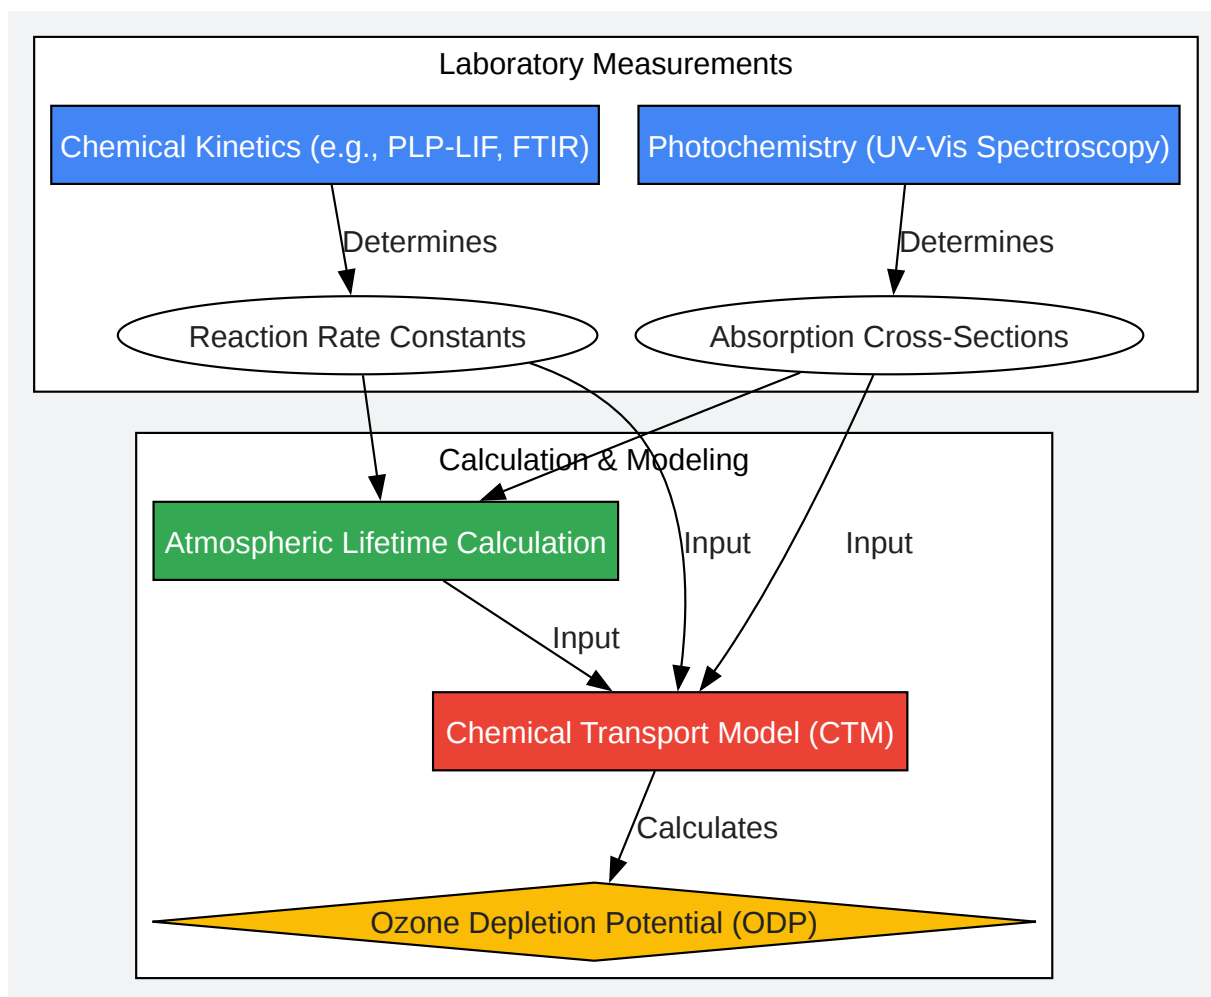 Laboratory Measurements
Chemical Kinetics (e.g., PLP-LIF, FTIR)
Photochemistry (UV-Vis Spectroscopy)
Determines
Determines
Reaction Rate Constants
Absorption Cross-Sections
Calculation & Modeling
Atmospheric Lifetime Calculation
Input
Input
Input
Chemical Transport Model (CTM)
Calculates
Ozone Depletion Potential (ODP)